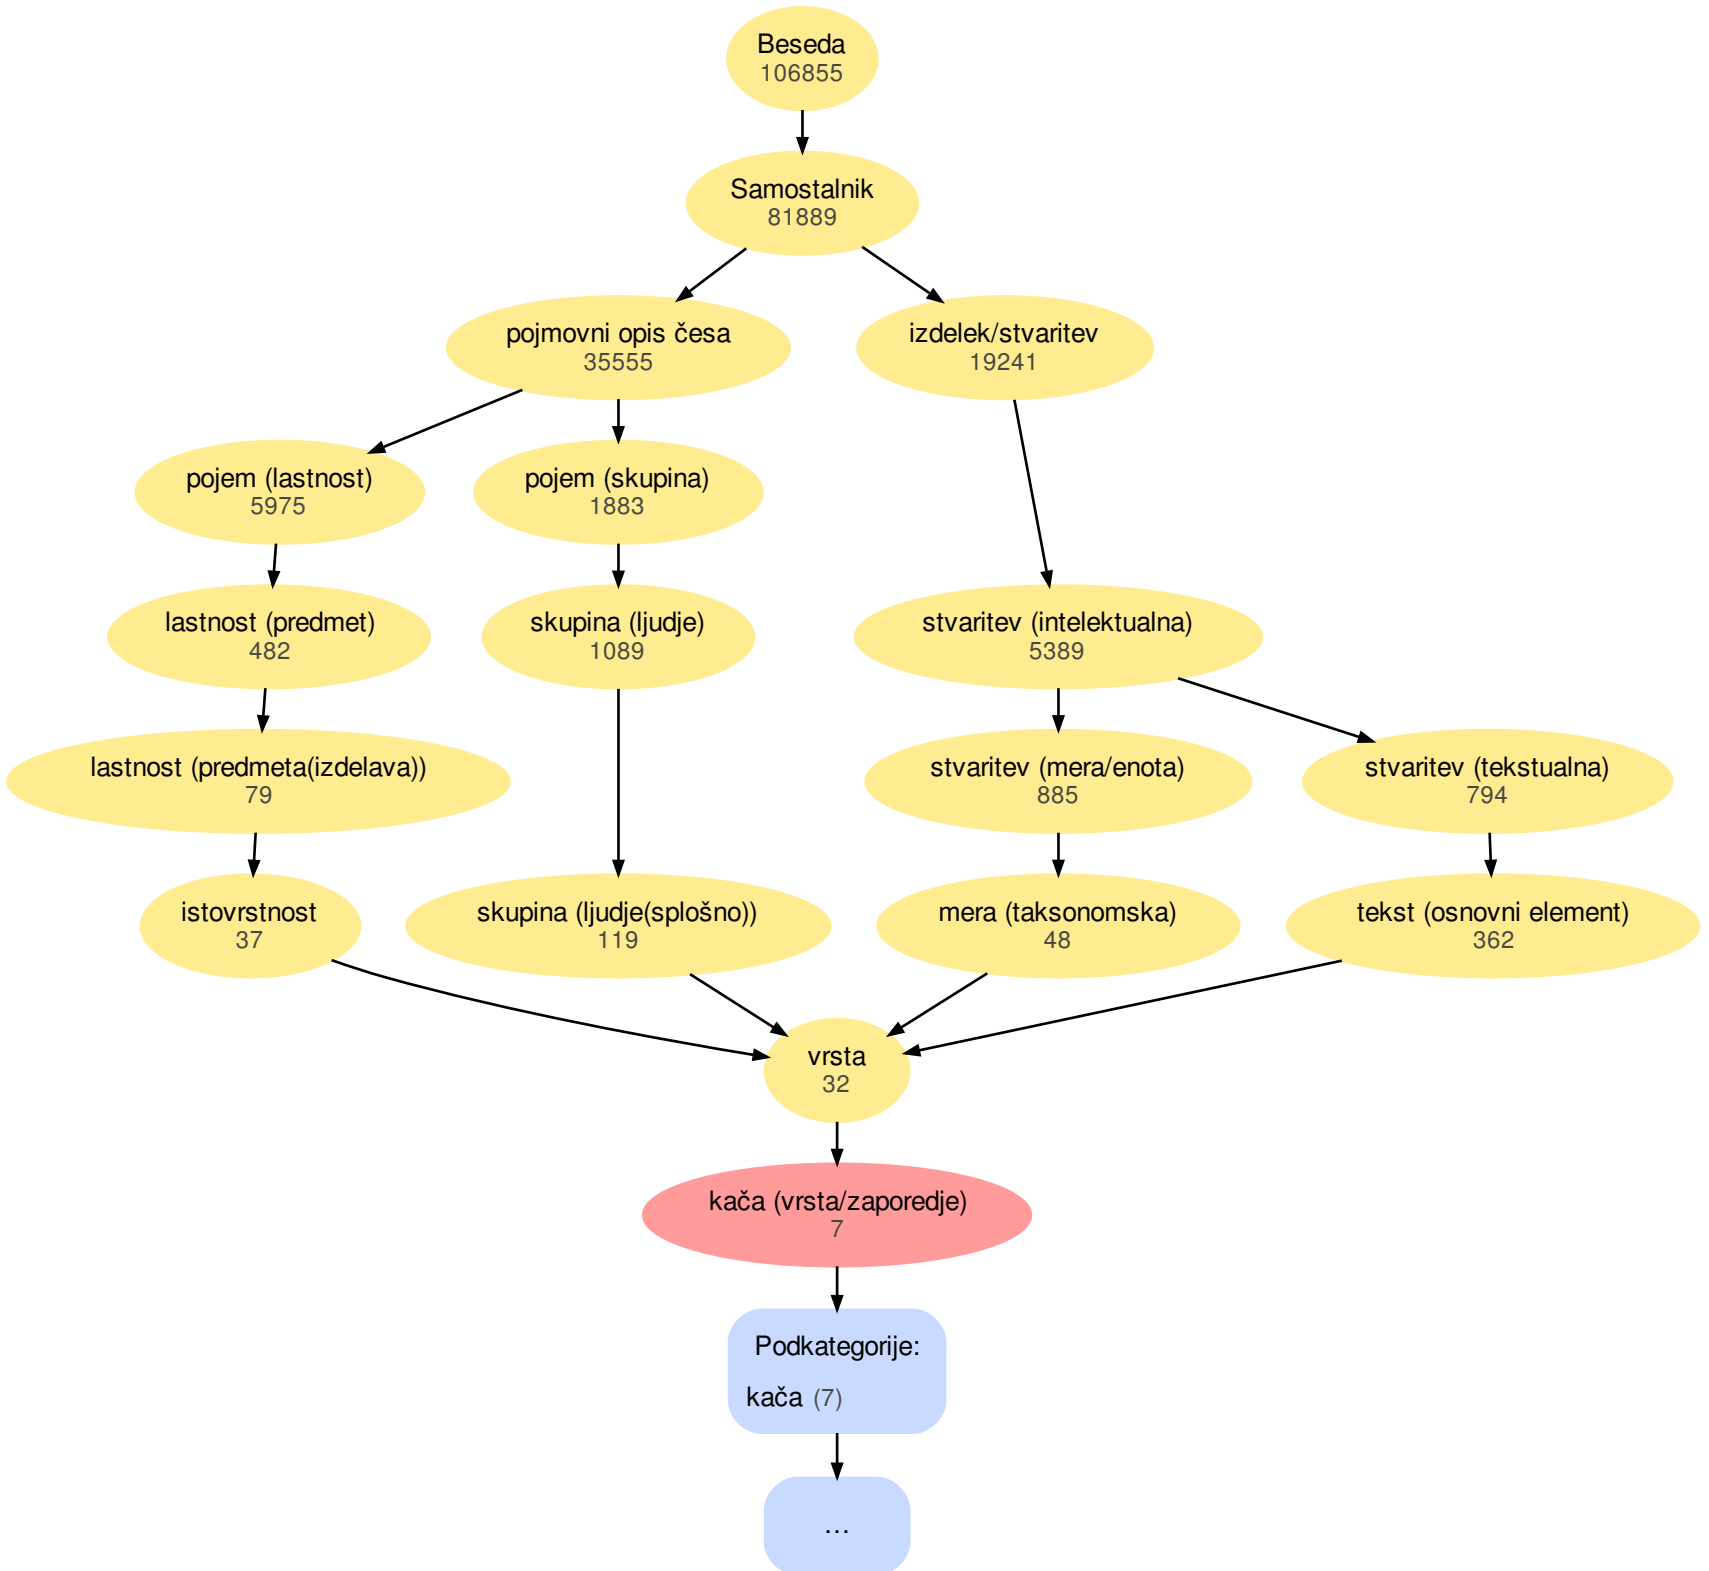 Beseda
106855
Samostalnik
81889
pojmovni opis česa
35555
izdelek/stvaritev
19241
pojem (lastnost)
5975
pojem (skupina)
1883
lastnost (predmet)
482
skupina (ljudje)
1089
stvaritev (intelektualna)
5389
lastnost (predmeta(izdelava))
79
stvaritev (mera/enota)
885
stvaritev (tekstualna)
794
istovrstnost
37
skupina (ljudje(splošno))
119
mera (taksonomska)
48
tekst (osnovni element)
362
vrsta
32
kača (vrsta/zaporedje)
7
Podkategorije:
kača (7)
...